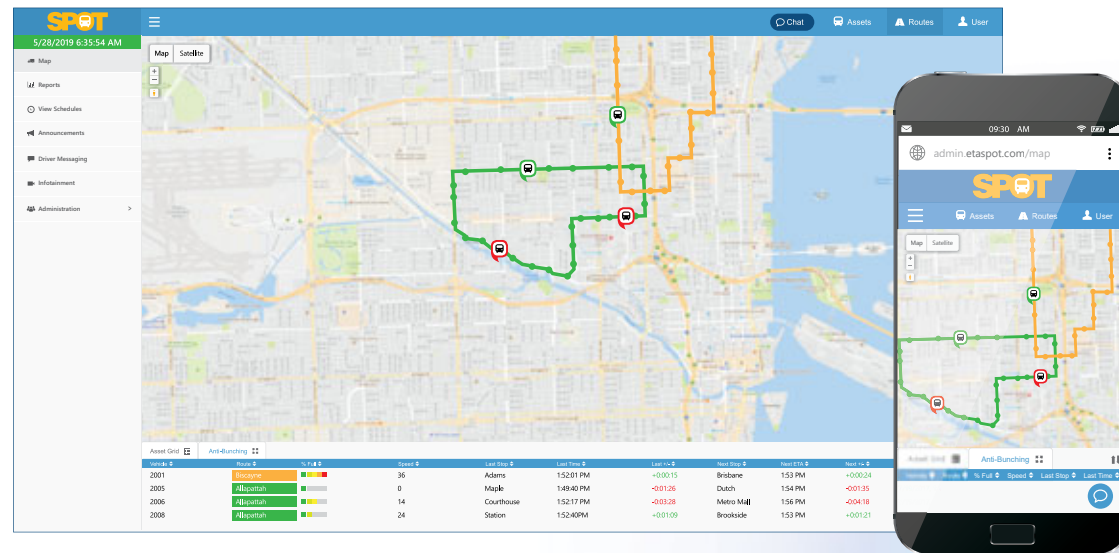 SPOT
Chat Assets Routes User
5/28/2019 6:35:54 AM
Map
Reports
View Schedules
Announcements
Driver Messaging
Infotainment
Administration >
Map Satellite
+
−
Asset Grid Anti-Bunching
Vehicle Route % Full Speed Last Stop Last Time Last +/- Next Stop Next ETA Next +/-
2001 Biscayne 36 Adams 1:52:01 PM +0:00:15 Brisbane 1:53 PM +0:00:24
2005 Allapattah 0 Maple 1:49:40 PM -0:01:26 Dutch 1:54 PM -0:01:35
2006 Allapattah 14 Courthouse 1:52:17 PM -0:03:28 Metro Mall 1:56 PM -0:04:18
2008 Allapattah 24 Station 1:52:40PM +0:01:09 Brookside 1:53 PM +0:01:21
09:30 AM
admin.etaspot.com/map
SPOT
Assets Routes User
Map Satellite
+
−
Asset Grid Anti-Bunching
Vehicle Route % Full Speed Last Stop Last Time